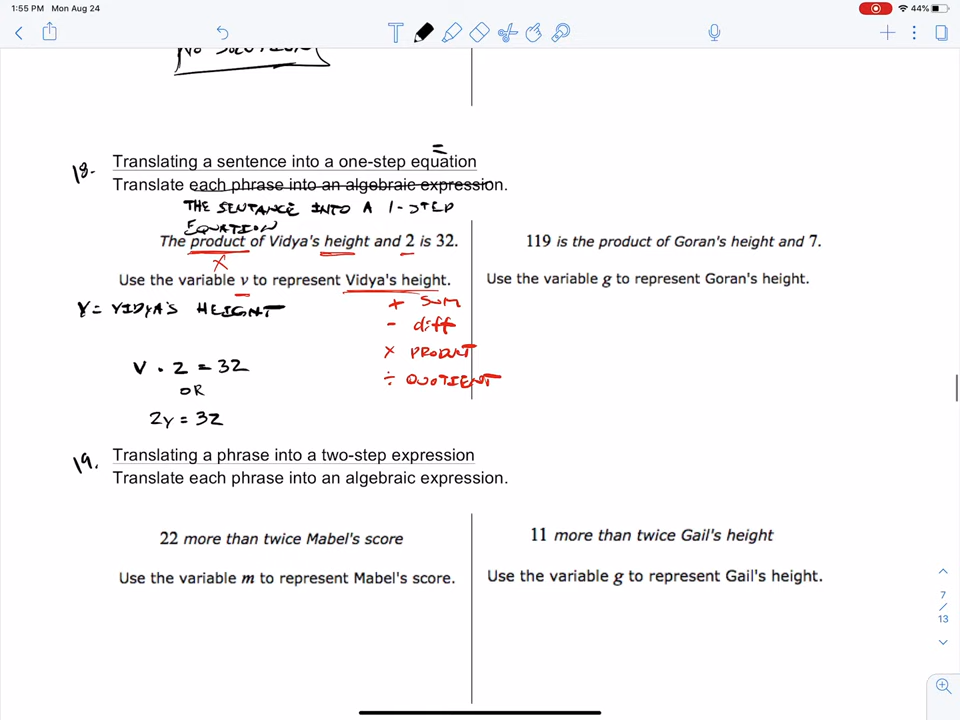 1:55 PM Mon Aug 24
44%
NO SOLUTION
18.
=
Translating a sentence into a one-step equation
Translate each phrase into an algebraic expression.
THE SENTANCE INTO A 1-STEP
EQUATION
The product of Vidya's height and 2 is 32.
X
Use the variable v to represent Vidya's height.
V = VIDYA'S HEIGHT
+ SUM
- diff
× PRODUCT
÷ QUOTIENT
V · 2 = 32
OR
2v = 32
119 is the product of Goran's height and 7.
Use the variable g to represent Goran's height.
19.
Translating a phrase into a two-step expression
Translate each phrase into an algebraic expression.
22 more than twice Mabel's score
Use the variable m to represent Mabel's score.
11 more than twice Gail's height
Use the variable g to represent Gail's height.
7
/
13